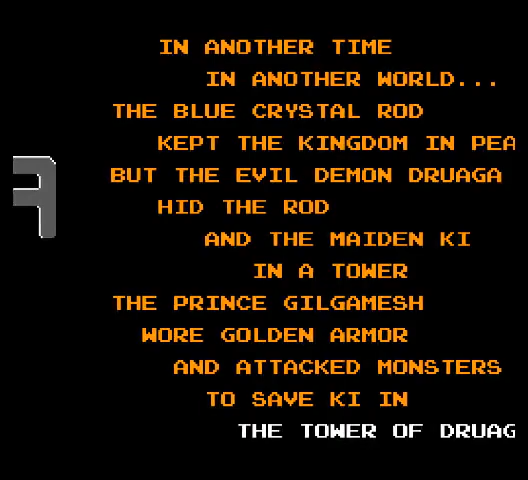 IN ANOTHER TIME
IN ANOTHER WORLD...
THE BLUE CRYSTAL ROD
KEPT THE KINGDOM IN PEA
BUT THE EVIL DEMON DRUAGA
HID THE ROD
AND THE MAIDEN KI
IN A TOWER
THE PRINCE GILGAMESH
WORE GOLDEN ARMOR
AND ATTACKED MONSTERS
TO SAVE KI IN
THE TOWER OF DRUAG